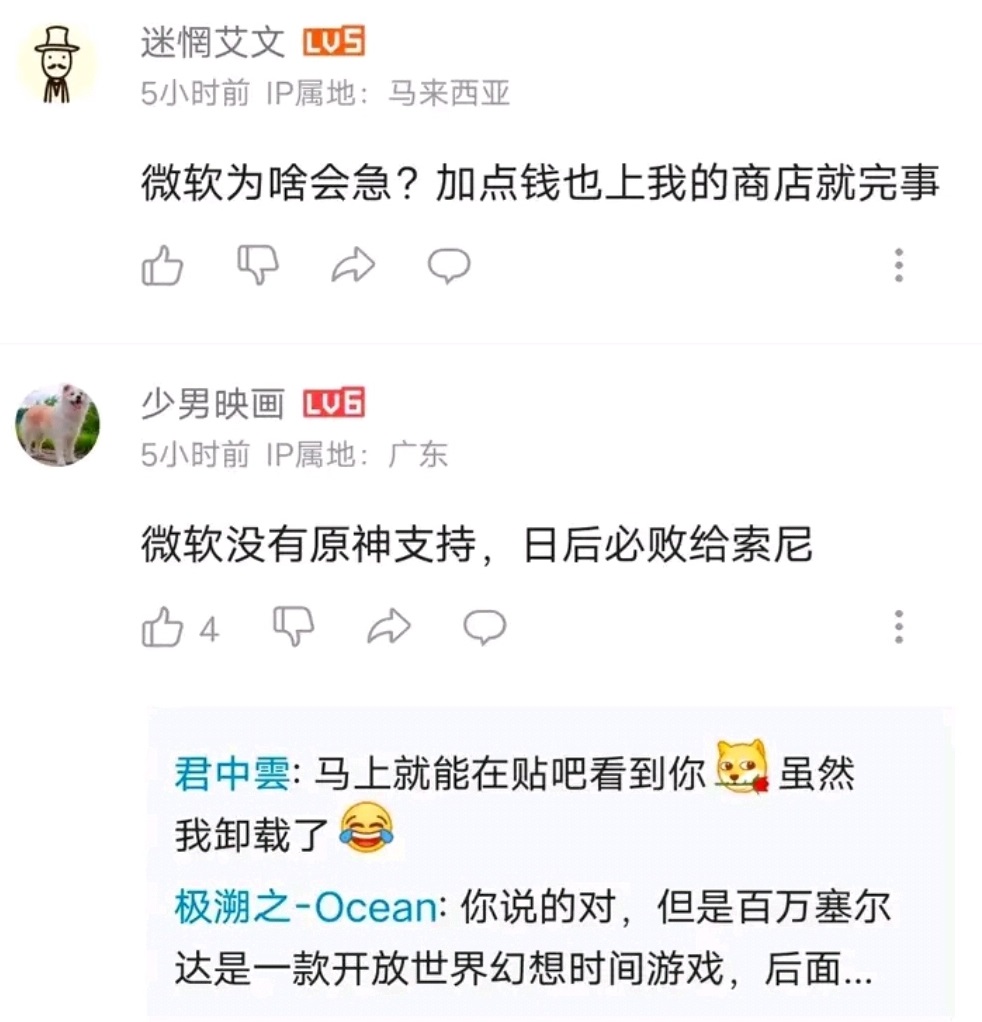 迷惘艾文 LV5
5小时前 IP属地：马来西亚
微软为啥会急？加点钱也上我的商店就完事
少男映画 LV6
5小时前 IP属地：广东
微软没有原神支持，日后必败给索尼
4
君中雲：马上就能在贴吧看到你 虽然
我卸载了
极溯之-Ocean：你说的对，但是百万塞尔
达是一款开放世界幻想时间游戏，后面...